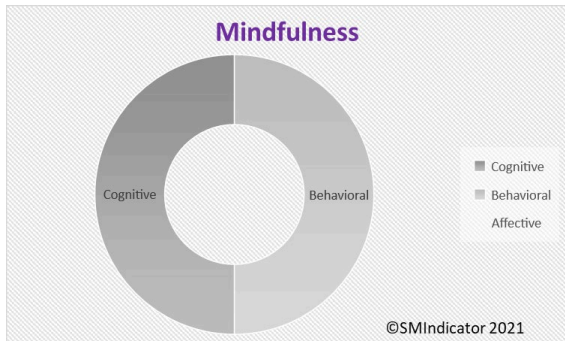 Mindfulness
Cognitive
Behavioral
Cognitive
Behavioral
Affective
©SMIndicator 2021